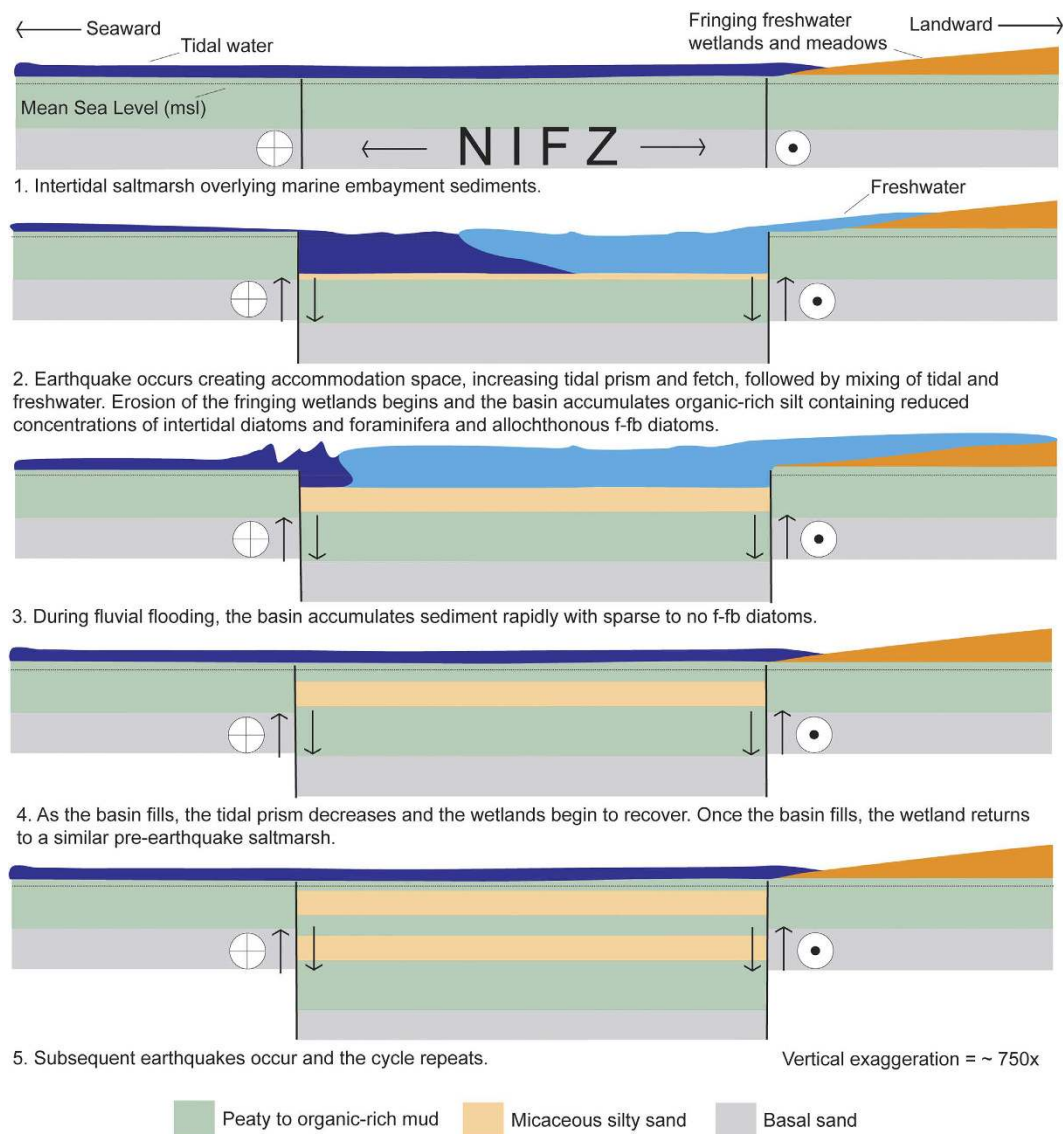 Seaward
Tidal water
Fringing freshwater
wetlands and meadows
Landward
Mean Sea Level (msl)
NIFZ
1. Intertidal saltmarsh overlying marine embayment sediments.
Freshwater
2. Earthquake occurs creating accommodation space, increasing tidal prism and fetch, followed by mixing of tidal and
freshwater. Erosion of the fringing wetlands begins and the basin accumulates organic-rich silt containing reduced
concentrations of intertidal diatoms and foraminifera and allochthonous f-fb diatoms.
3. During fluvial flooding, the basin accumulates sediment rapidly with sparse to no f-fb diatoms.
4. As the basin fills, the tidal prism decreases and the wetlands begin to recover. Once the basin fills, the wetland returns
to a similar pre-earthquake saltmarsh.
5. Subsequent earthquakes occur and the cycle repeats.
Vertical exaggeration = ~ 750x
Peaty to organic-rich mud
Micaceous silty sand
Basal sand